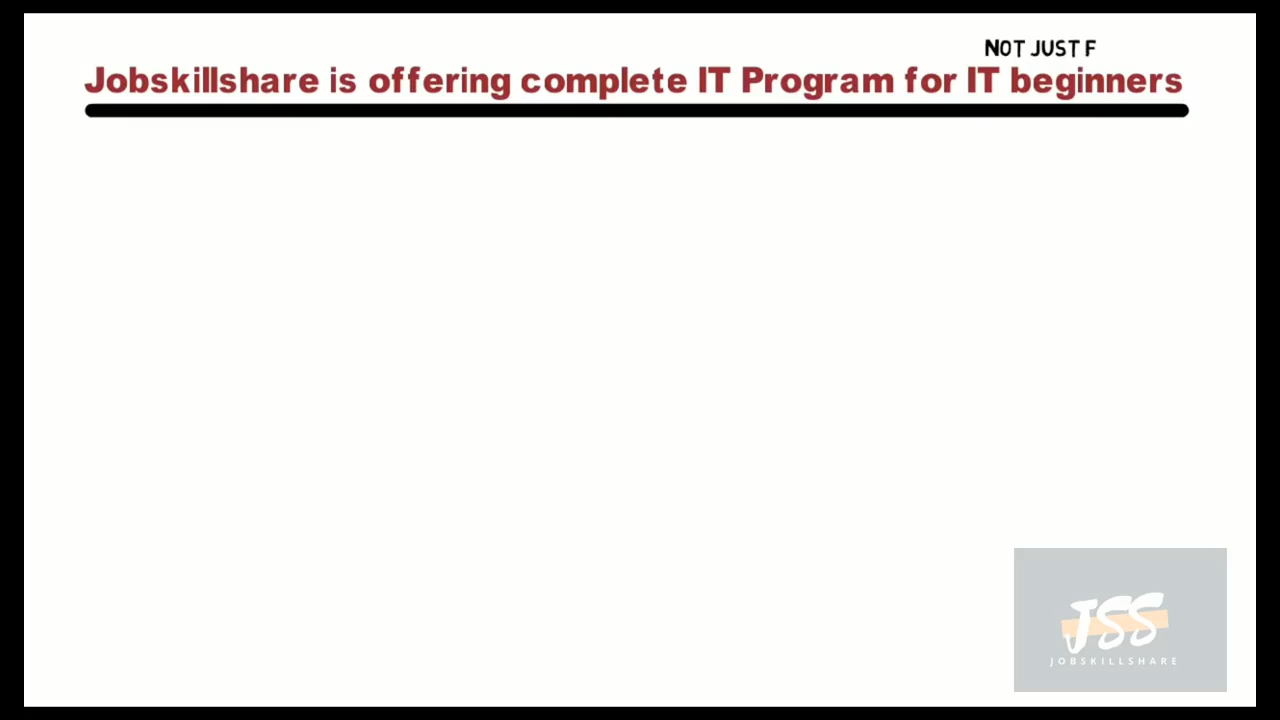 NOT JUST F
Jobskillshare is offering complete IT Program for IT beginners
JSS
JOBSKILLSHARE